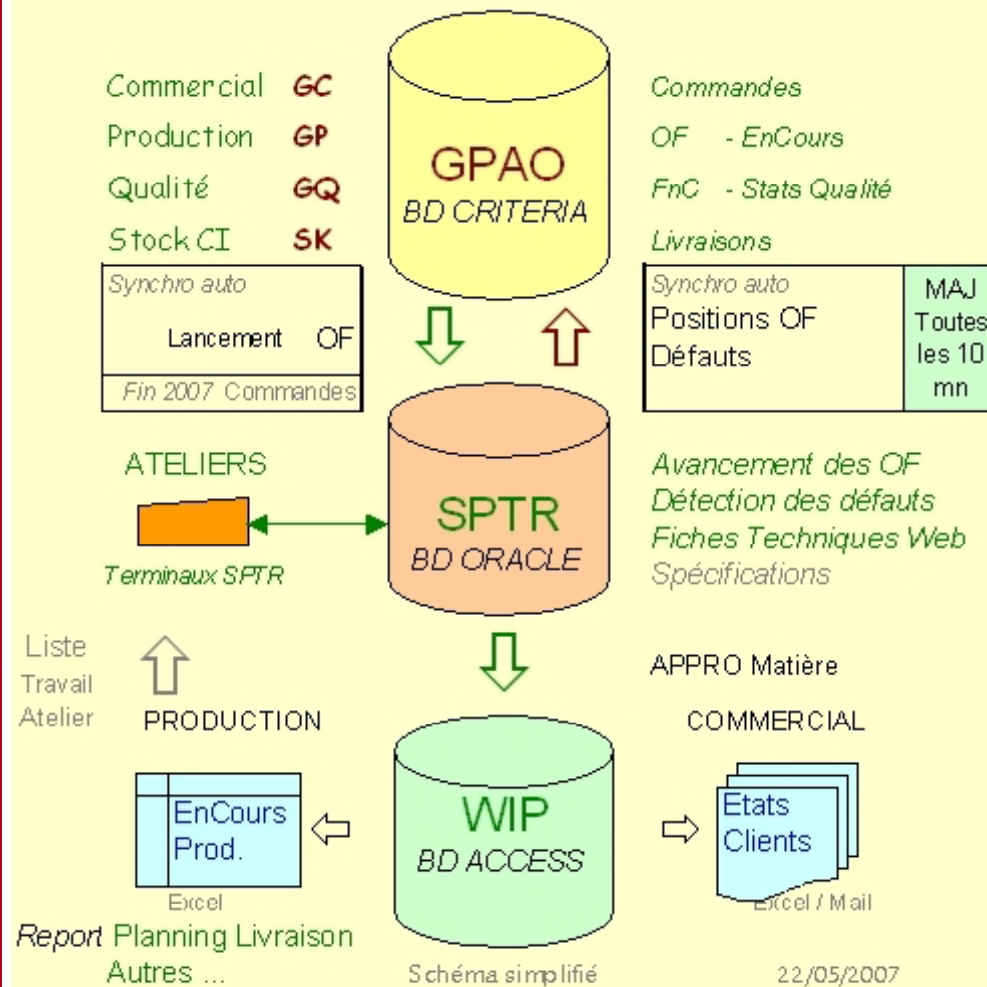 Commercial GC
Production GP
Qualité GQ
Stock CI SK
GPAO
BD CRITERIA
Commandes
OF - EnCours
FnC - Stats Qualité
Livraisons
Synchro auto
Lancement OF
Fin 2007 Commandes
Synchro auto
Positions OF
Défauts
MAJ
Toutes
les 10
mn
ATELIERS
Terminaux SPTR
SPTR
BD ORACLE
Avancement des OF
Détection des défauts
Fiches Techniques Web
Spécifications
Liste
Travail
Atelier
PRODUCTION
APPRO Matière
COMMERCIAL
EnCours
Prod.
Excel
WIP
BD ACCESS
Etats
Clients
Excel / Mail
Report Planning Livraison
Autres ...
Schéma simplifié
22/05/2007